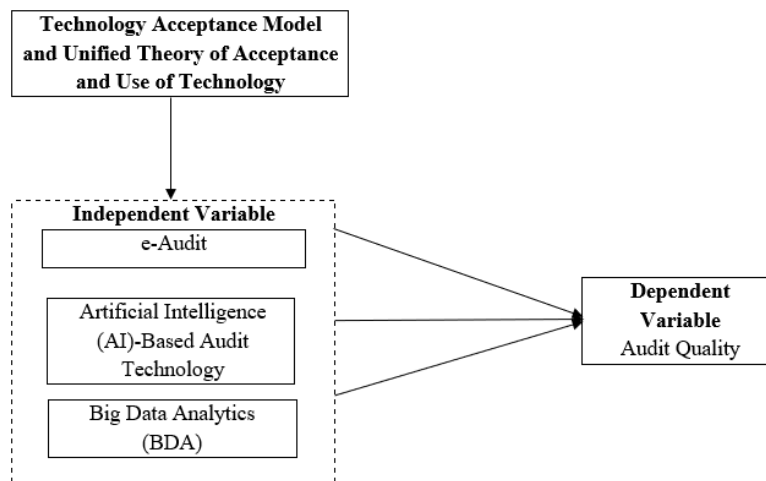 Technology Acceptance Model
and Unified Theory of Acceptance
and Use of Technology
Independent Variable
e-Audit
Artificial Intelligence
(AI)-Based Audit
Technology
Big Data Analytics
(BDA)
Dependent
Variable
Audit Quality